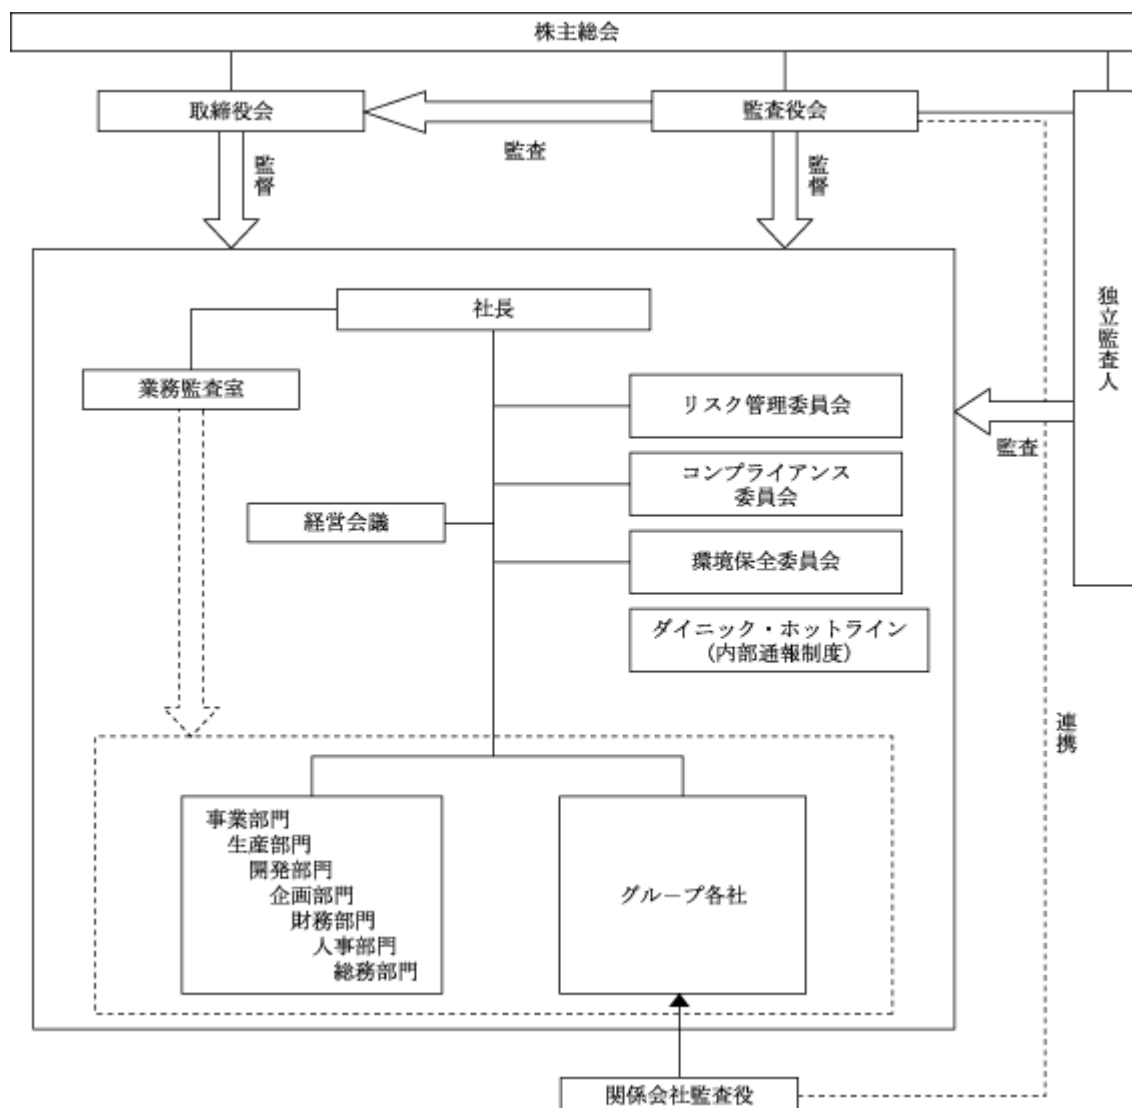 株主総会
取締役会
監査役会
監査
監督
監督
独立監査人
社長
業務監査室
リスク管理委員会
監査
コンプライアンス
委員会
経営会議
環境保全委員会
ダイニック・ホットライン
(内部通報制度)
連携
事業部門
生産部門
開発部門
企画部門
財務部門
人事部門
総務部門
グループ各社
関係会社監査役